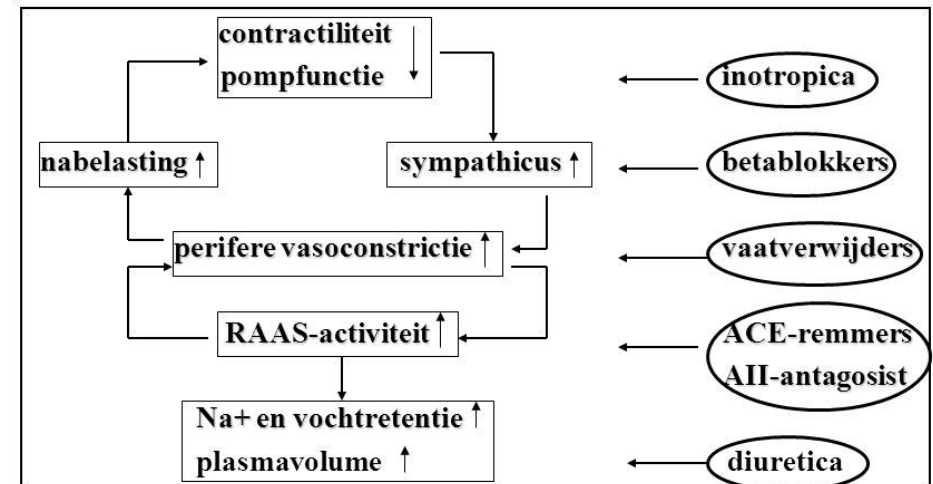 contractiliteit
pompfunctie
inotropica
nabelasting
sympathicus
betablokkers
perifere vasoconstrictie
vaatverwijders
RAAS-activiteit
ACE-remmers
AII-antagosist
Na+ en vochtretentie
plasmavolume
diuretica